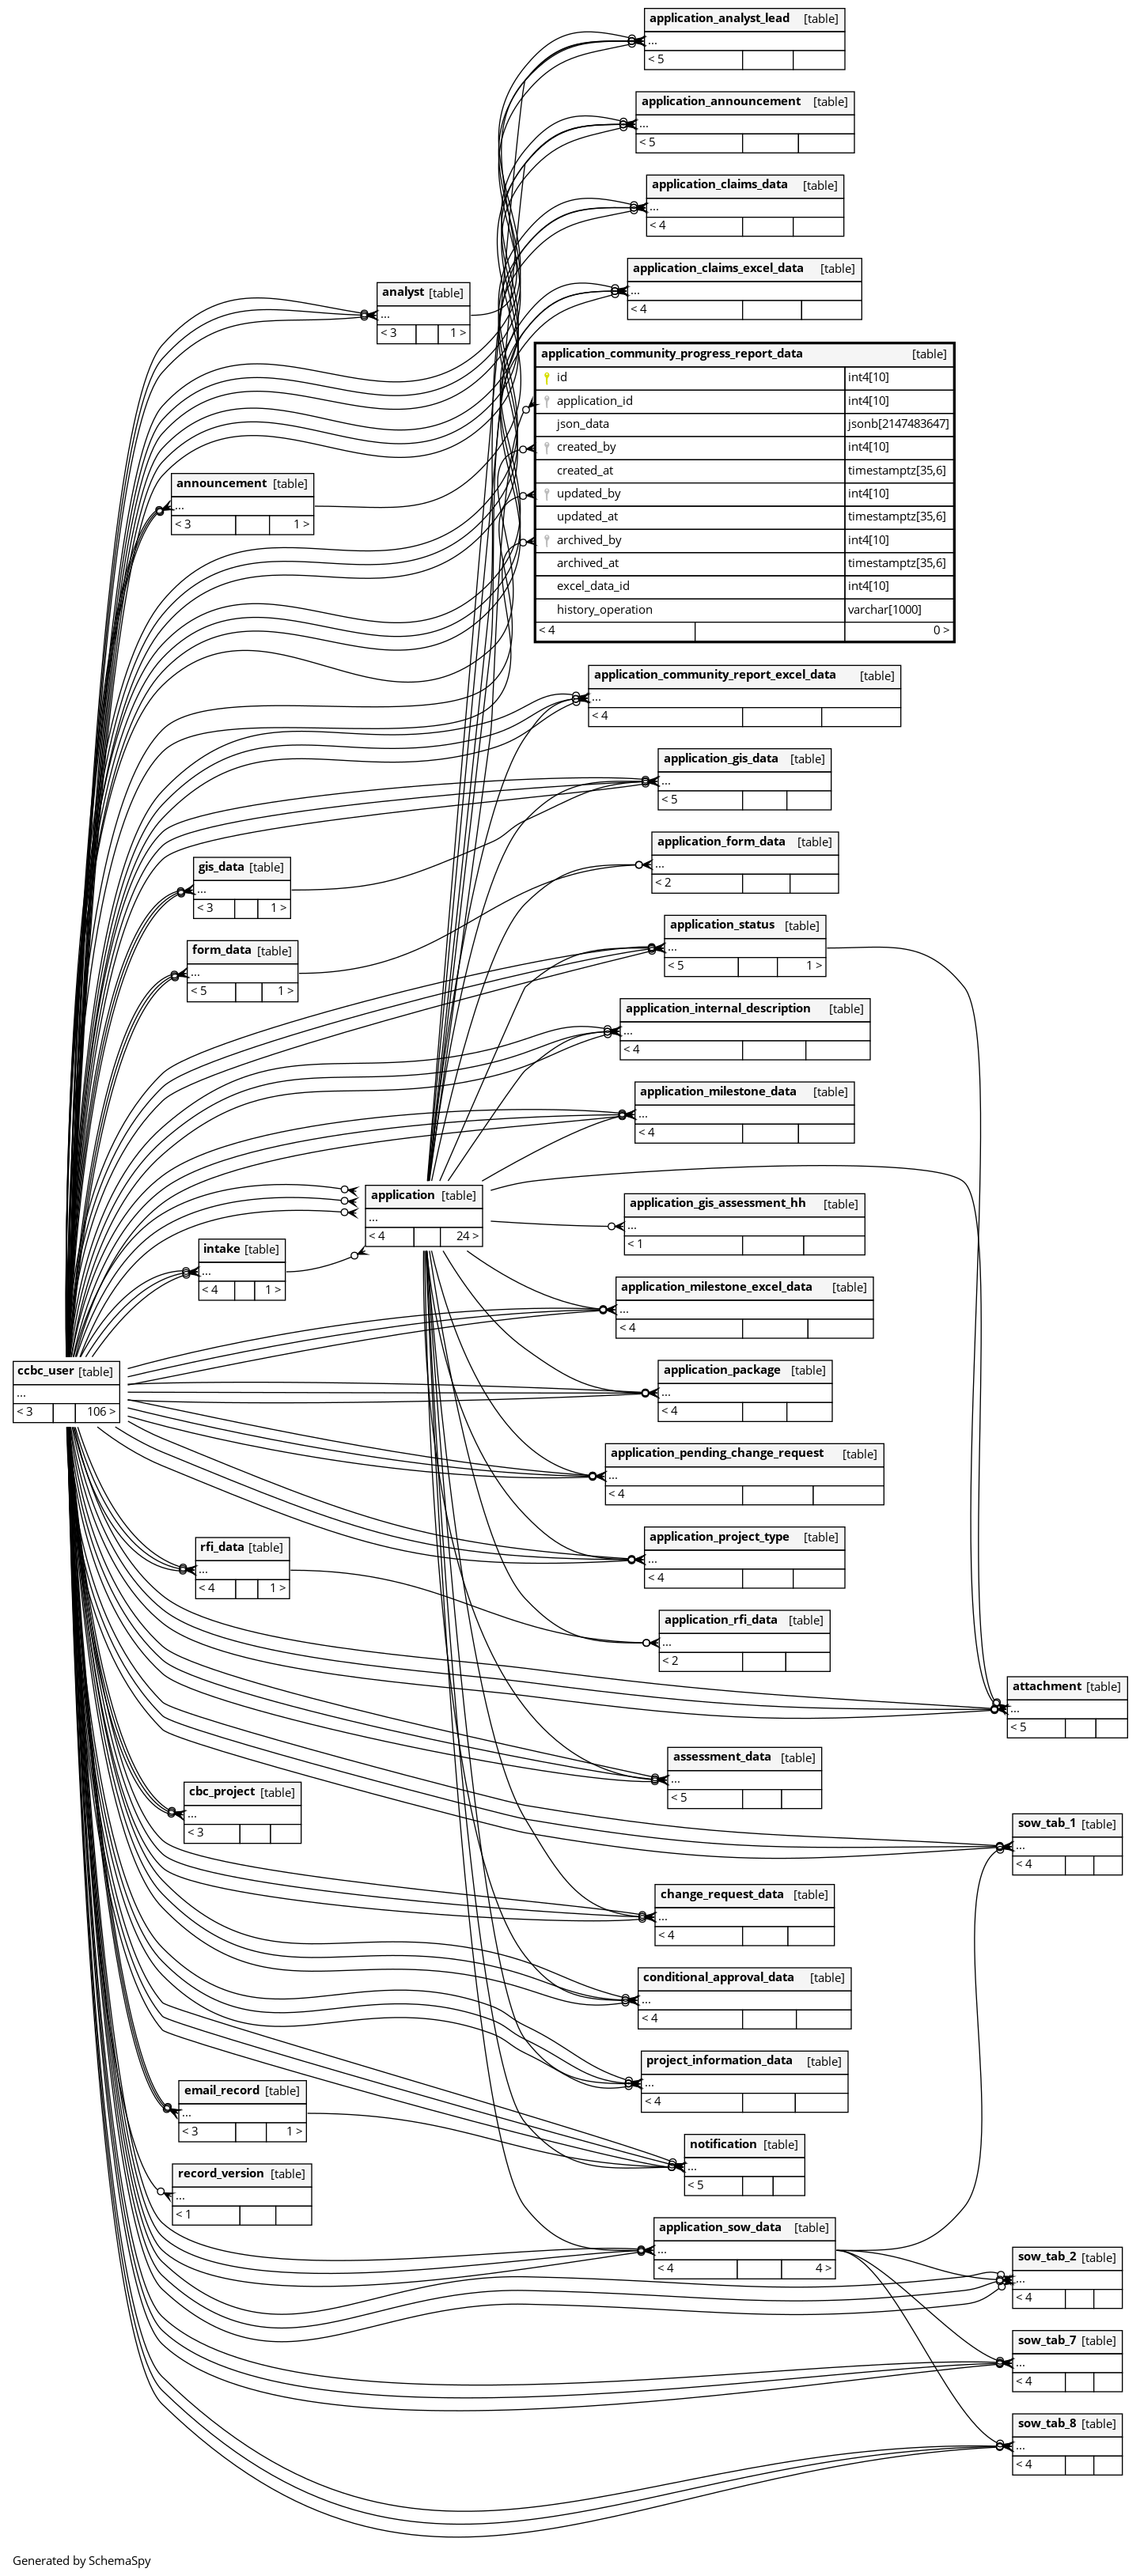 application_analyst_lead [table]
...
< 5
application_announcement [table]
...
< 5
application_claims_data [table]
...
< 4
application_claims_excel_data [table]
...
< 4
analyst [table]
...
< 3 1 >
application_community_progress_report_data [table]
id int4[10]
application_id int4[10]
json_data jsonb[2147483647]
created_by int4[10]
created_at timestamptz[35,6]
updated_by int4[10]
updated_at timestamptz[35,6]
archived_by int4[10]
archived_at timestamptz[35,6]
excel_data_id int4[10]
history_operation varchar[1000]
< 4 0 >
announcement [table]
...
< 3 1 >
application_community_report_excel_data [table]
...
< 4
application_gis_data [table]
...
< 5
application_form_data [table]
...
< 2
gis_data [table]
...
< 3 1 >
application_status [table]
...
< 5 1 >
form_data [table]
...
< 5 1 >
application_internal_description [table]
...
< 4
application_milestone_data [table]
...
< 4
application [table]
...
< 4 24 >
application_gis_assessment_hh [table]
...
< 1
intake [table]
...
< 4 1 >
application_milestone_excel_data [table]
...
< 4
ccbc_user [table]
...
< 3 106 >
application_package [table]
...
< 4
application_pending_change_request [table]
...
< 4
application_project_type [table]
...
< 4
rfi_data [table]
...
< 4 1 >
application_rfi_data [table]
...
< 2
attachment [table]
...
< 5
assessment_data [table]
...
< 5
cbc_project [table]
...
< 3
sow_tab_1 [table]
...
< 4
change_request_data [table]
...
< 4
conditional_approval_data [table]
...
< 4
project_information_data [table]
...
< 4
email_record [table]
...
< 3 1 >
notification [table]
...
< 5
record_version [table]
...
< 1
application_sow_data [table]
...
< 4 4 >
sow_tab_2 [table]
...
< 4
sow_tab_7 [table]
...
< 4
sow_tab_8 [table]
...
< 4
Generated by SchemaSpy